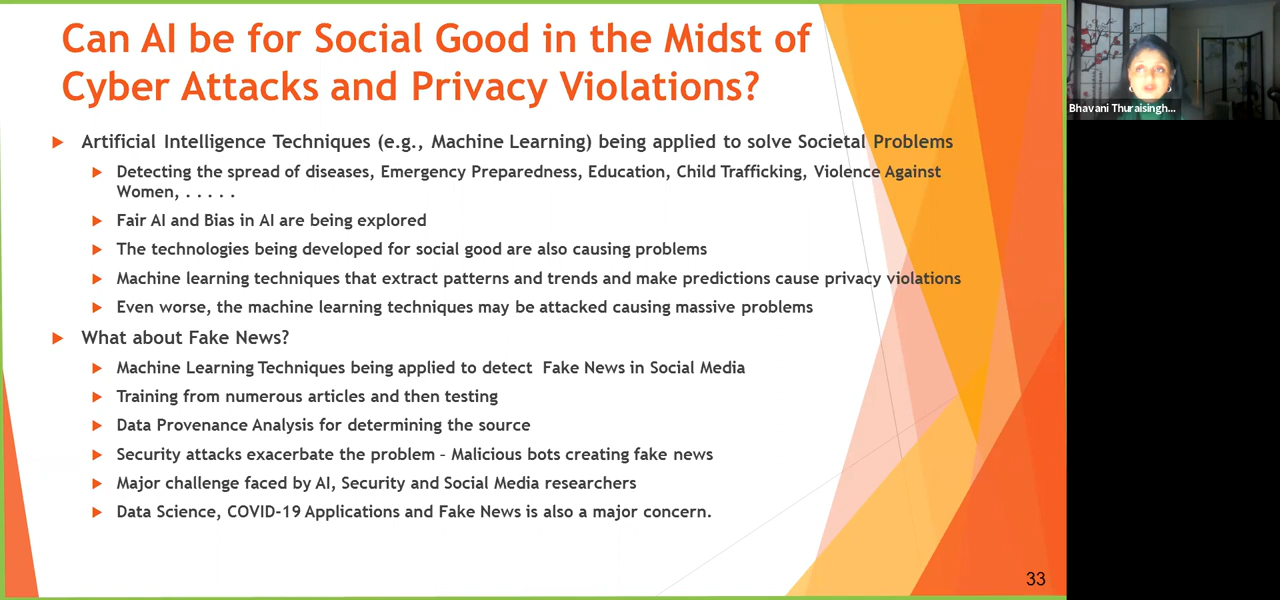 Can AI be for Social Good in the Midst of
Cyber Attacks and Privacy Violations?
Artificial Intelligence Techniques (e.g., Machine Learning) being applied to solve Societal Problems
Detecting the spread of diseases, Emergency Preparedness, Education, Child Trafficking, Violence Against
Women, . . . . .
Fair AI and Bias in AI are being explored
The technologies being developed for social good are also causing problems
Machine learning techniques that extract patterns and trends and make predictions cause privacy violations
Even worse, the machine learning techniques may be attacked causing massive problems
What about Fake News?
Machine Learning Techniques being applied to detect Fake News in Social Media
Training from numerous articles and then testing
Data Provenance Analysis for determining the source
Security attacks exacerbate the problem – Malicious bots creating fake news
Major challenge faced by AI, Security and Social Media researchers
Data Science, COVID-19 Applications and Fake News is also a major concern.
33
Bhavani Thuraisingh...